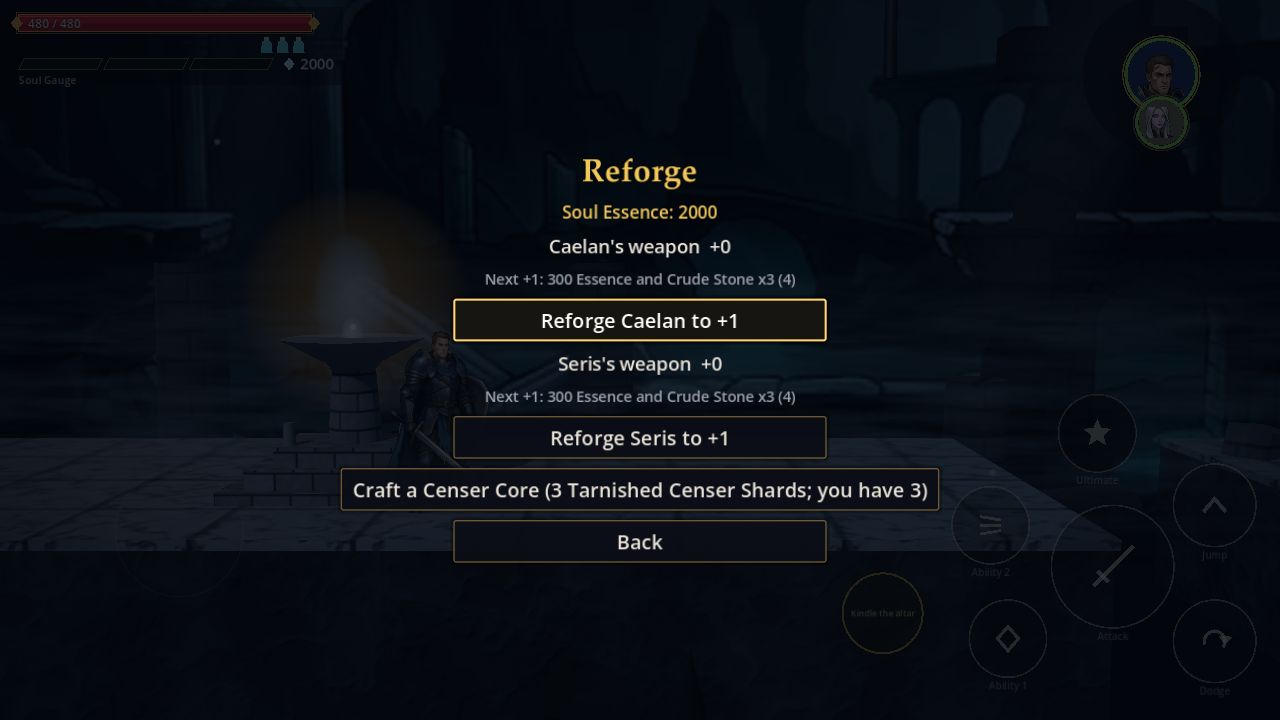 480 / 480
2000
Soul Gauge
Reforge
Soul Essence: 2000
Caelan's weapon +0
Next +1: 300 Essence and Crude Stone x3 (4)
Reforge Caelan to +1
Seris's weapon +0
Next +1: 300 Essence and Crude Stone x3 (4)
Reforge Seris to +1
Craft a Censer Core (3 Tarnished Censer Shards; you have 3)
Back
Ultimate
Jump
Ability 2
Kindle the altar
Attack
Ability 1
Dodge